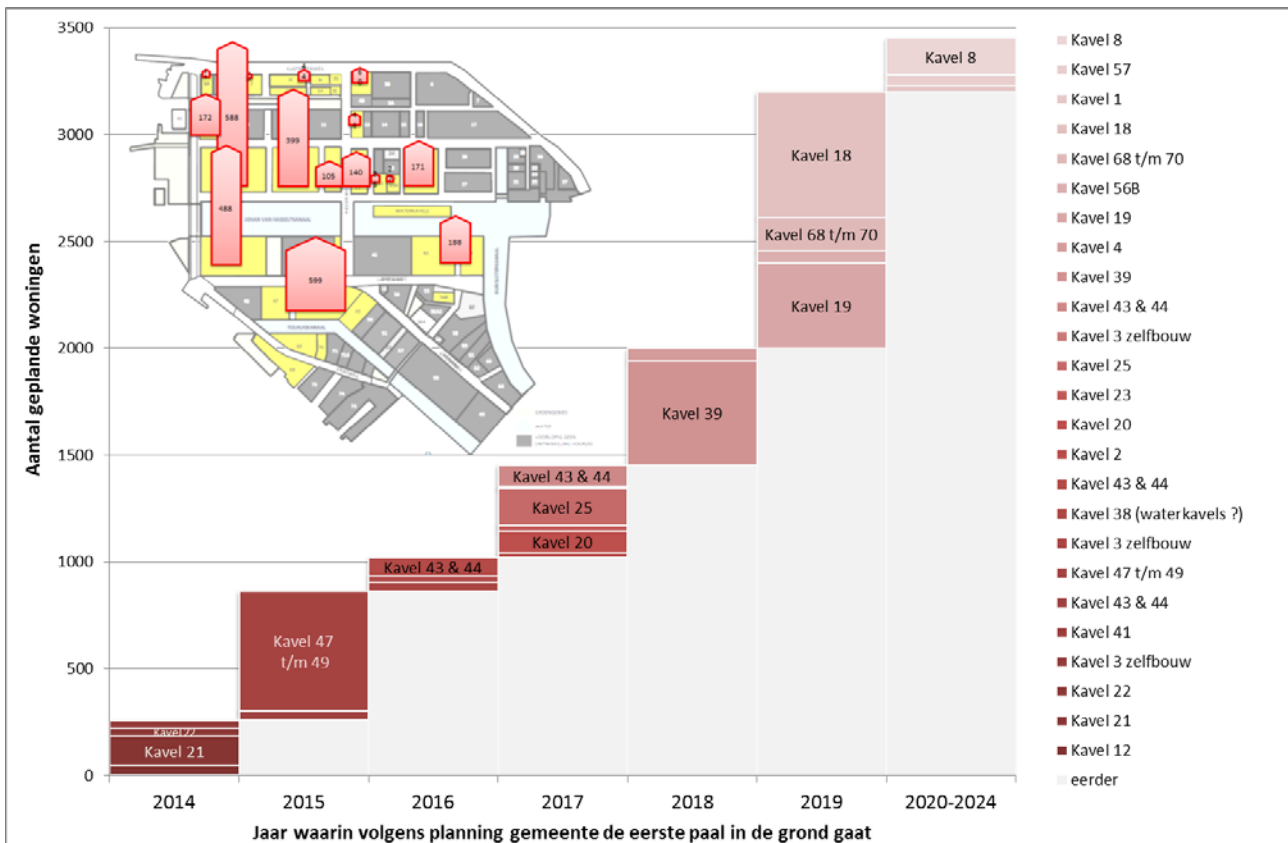 Aantal geplande woningen
3500
3000
2500
2000
1500
1000
500
0
172
588
399
105
140
171
488
188
599
JOHAN VAN HASSELTKANAAL
Kavel 22
Kavel 21
Kavel 47
t/m 49
Kavel 43 & 44
Kavel 43 & 44
Kavel 25
Kavel 20
Kavel 39
Kavel 18
Kavel 68 t/m 70
Kavel 19
Kavel 8
2014
2015
2016
2017
2018
2019
2020-2024
Jaar waarin volgens planning gemeente de eerste paal in de grond gaat
Kavel 8
Kavel 57
Kavel 1
Kavel 18
Kavel 68 t/m 70
Kavel 56B
Kavel 19
Kavel 4
Kavel 39
Kavel 43 & 44
Kavel 3 zelfbouw
Kavel 25
Kavel 23
Kavel 20
Kavel 2
Kavel 43 & 44
Kavel 38 (waterkavels ?)
Kavel 3 zelfbouw
Kavel 47 t/m 49
Kavel 43 & 44
Kavel 41
Kavel 3 zelfbouw
Kavel 22
Kavel 21
Kavel 12
eerder